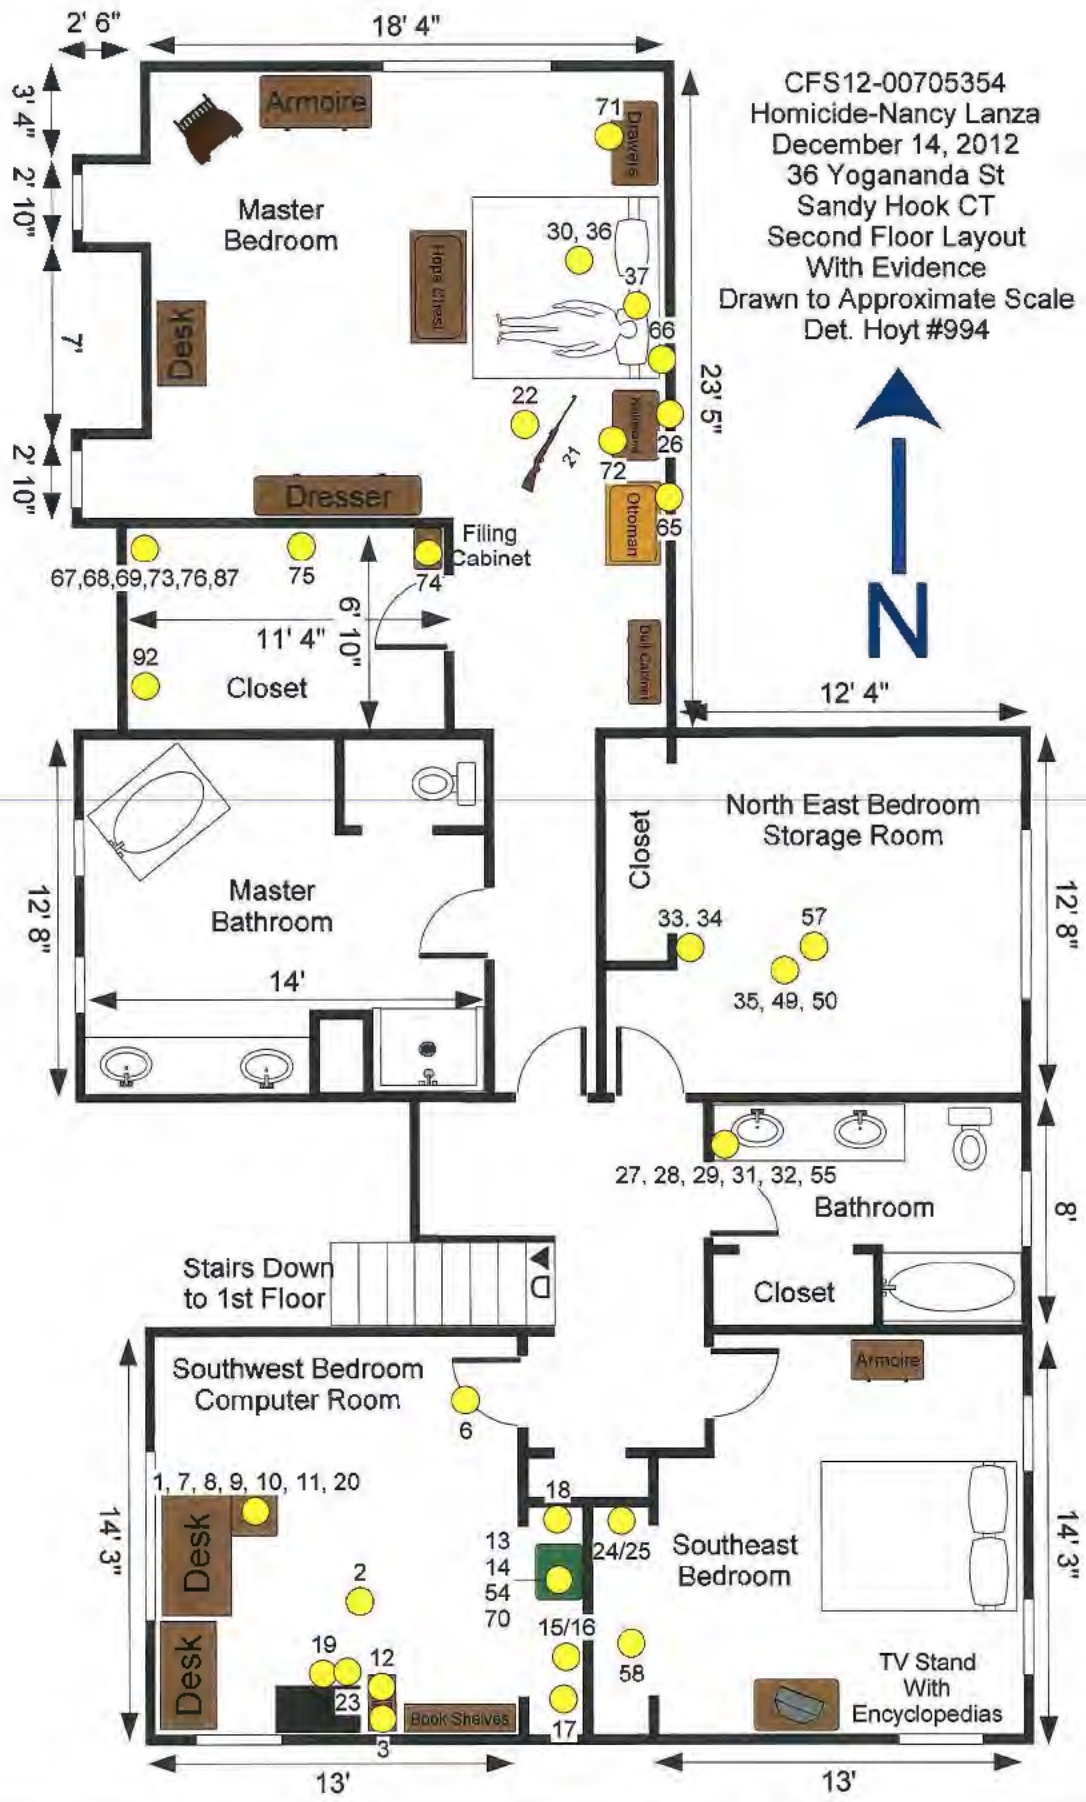 2' 6"
18' 4"
CFS12-00705354
Homicide-Nancy Lanza
December 14, 2012
36 Yogananda St
Sandy Hook CT
Second Floor Layout
With Evidence
Drawn to Approximate Scale
Det. Hoyt #994
N
3' 4"
2' 10"
7'
2' 10"
23' 5"
Armoire
71
Drawers
Master
Bedroom
30, 36
Hope Chest
37
66
Desk
22
21
26
72
Dresser
Ottoman
65
Filing
Cabinet
67,68,69,73,76,87
75
74
6' 10"
11' 4"
92
Closet
Doll Cabinet
12' 4"
North East Bedroom
Storage Room
Closet
12' 8"
Master
Bathroom
12' 8"
33. 34
57
35, 49, 50
14'
27, 28, 29, 31, 32, 55
Bathroom
8'
Stairs Down
to 1st Floor
D
Closet
Southwest Bedroom
Computer Room
Armoire
6
1, 7, 8, 9, 10, 11, 20
18
14' 3"
Desk
13
14
54
70
24/25
Southeast
Bedroom
14' 3"
2
15/16
19
12
58
Desk
23
Book Shelves
17
3
TV Stand
With
Encyclopedias
13'
13'